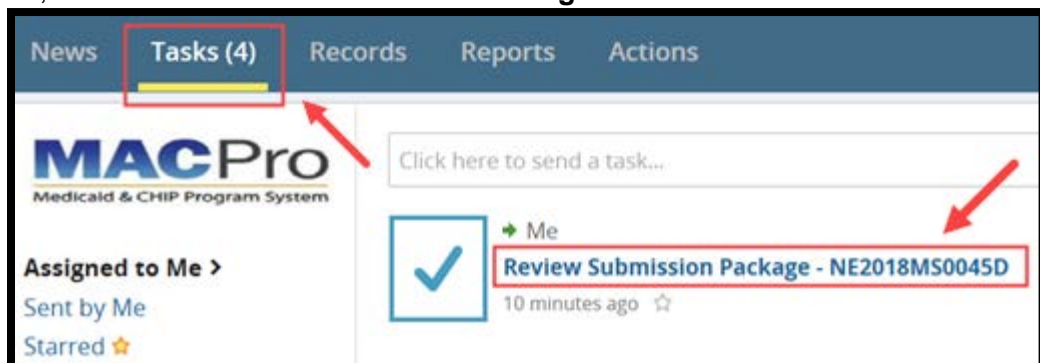 News Tasks (4) Records Reports Actions
MACPro
Medicaid & CHIP Program System
Click here to send a task...
Me
Review Submission Package - NE2018MS0045D
10 minutes ago
Assigned to Me >
Sent by Me
Starred